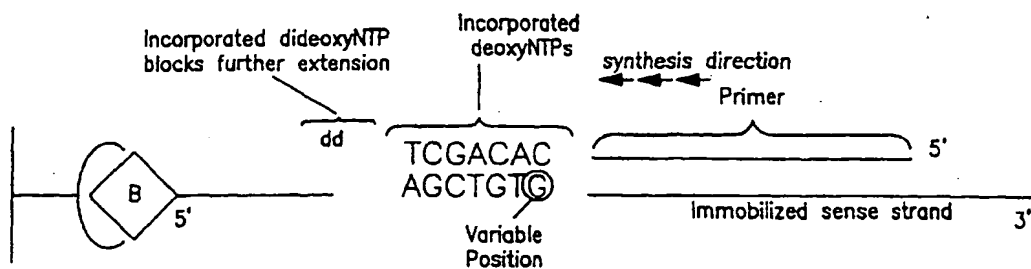 Incorporated dideoxyNTP
blocks further extension
Incorporated
deoxyNTPs
synthesis direction
Primer
dd
TCGACAC
5'
AGCTGTG
B
5'
Immobilized sense strand
3'
Variable
Position